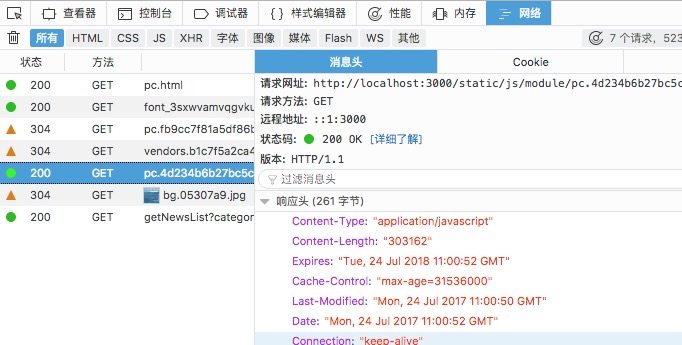 查看器 控制台 调试器 {} 样式编辑器 性能 内存 网络
所有 HTML CSS JS XHR 字体 图像 媒体 Flash WS 其他 7 个请求，523
状态 方法 消息头 Cookie
200 GET pc.html
200 GET font_3sxwvamvqgvku
304 GET pc.fb9cc7f81a5df86b
304 GET vendors.b1c7f5a2ca4
200 GET pc.4d234b6b27bc5c
304 GET bg.05307a9.jpg
200 GET getNewsList?categor
请求网址: http://localhost:3000/static/js/module/pc.4d234b6b27bc5c
请求方法: GET
远程地址: ::1:3000
状态码: 200 OK [详细了解]
版本: HTTP/1.1
过滤消息头
响应头 (261 字节)
Content-Type: "application/javascript"
Content-Length: "303162"
Expires: "Tue, 24 Jul 2018 11:00:52 GMT"
Cache-Control: "max-age=31536000"
Last-Modified: "Mon, 24 Jul 2017 11:00:50 GMT"
Date: "Mon, 24 Jul 2017 11:00:52 GMT"
Connection: "keep-alive"